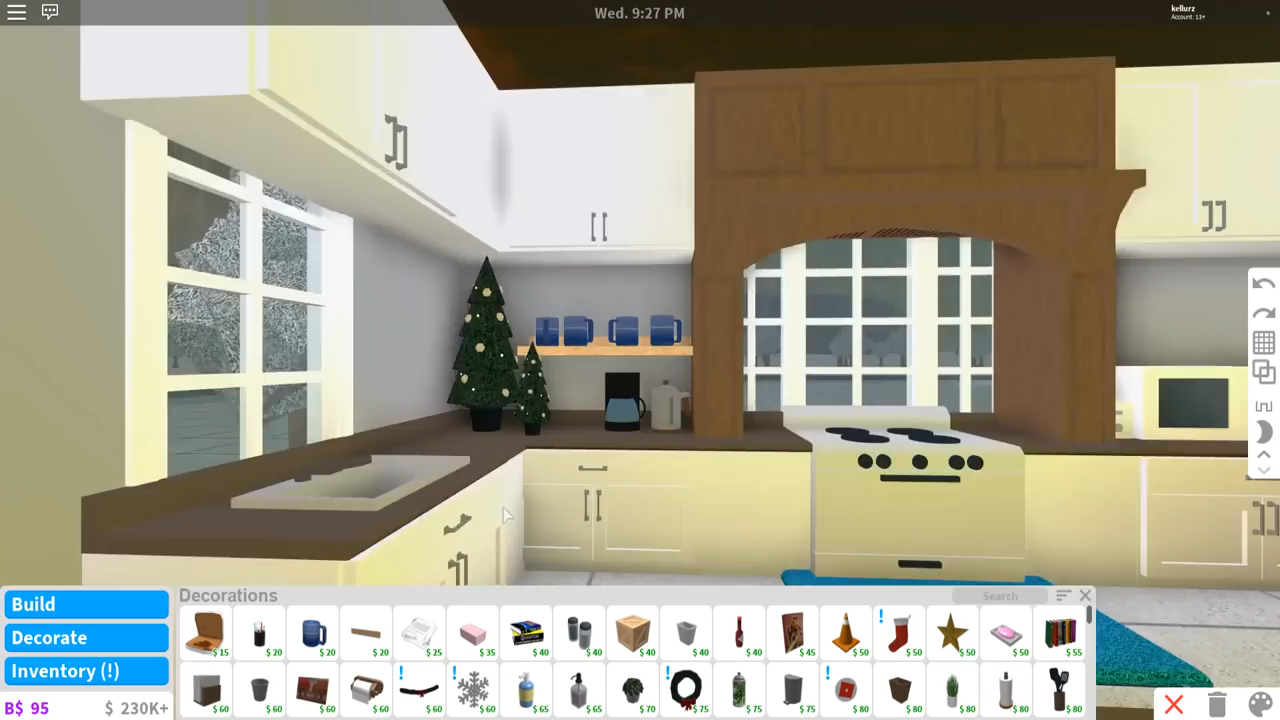 Wed. 9:27 PM
kellurz
Account: 13+
Build
Decorate
Inventory (!)
B$ 95
$ 230K+
Decorations
Search
$ 15
$ 20
$ 20
$ 20
$ 25
$ 35
$ 40
$ 40
$ 40
$ 40
$ 40
$ 45
$ 50
! $ 50
$ 50
$ 50
$ 55
$ 60
$ 60
$ 60
$ 60
! $ 60
! $ 60
$ 65
$ 65
$ 70
! $ 75
$ 75
$ 75
! $ 80
$ 80
$ 80
$ 80
$ 80